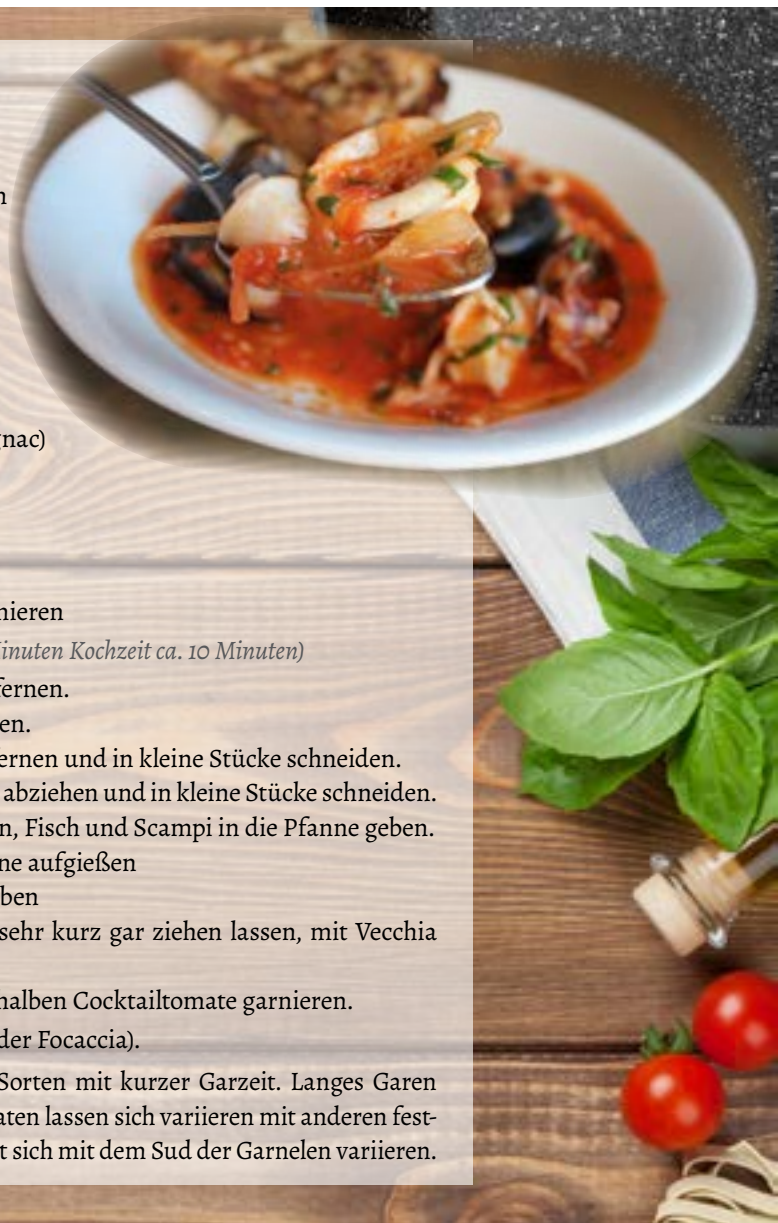 n
gnac)
nieren
inuten Kochzeit ca. 10 Minuten)
fernen.
en.
ernen und in kleine Stücke schneiden.
abziehen und in kleine Stücke schneiden.
n, Fisch und Scampi in die Pfanne geben.
ne aufgießen
ben
sehr kurz gar ziehen lassen, mit Vecchia
halben Cocktailtomate garnieren.
der Focaccia).
Sorten mit kurzer Garzeit. Langes Garen
aten lassen sich variieren mit anderen fest-
t sich mit dem Sud der Garnelen variieren.